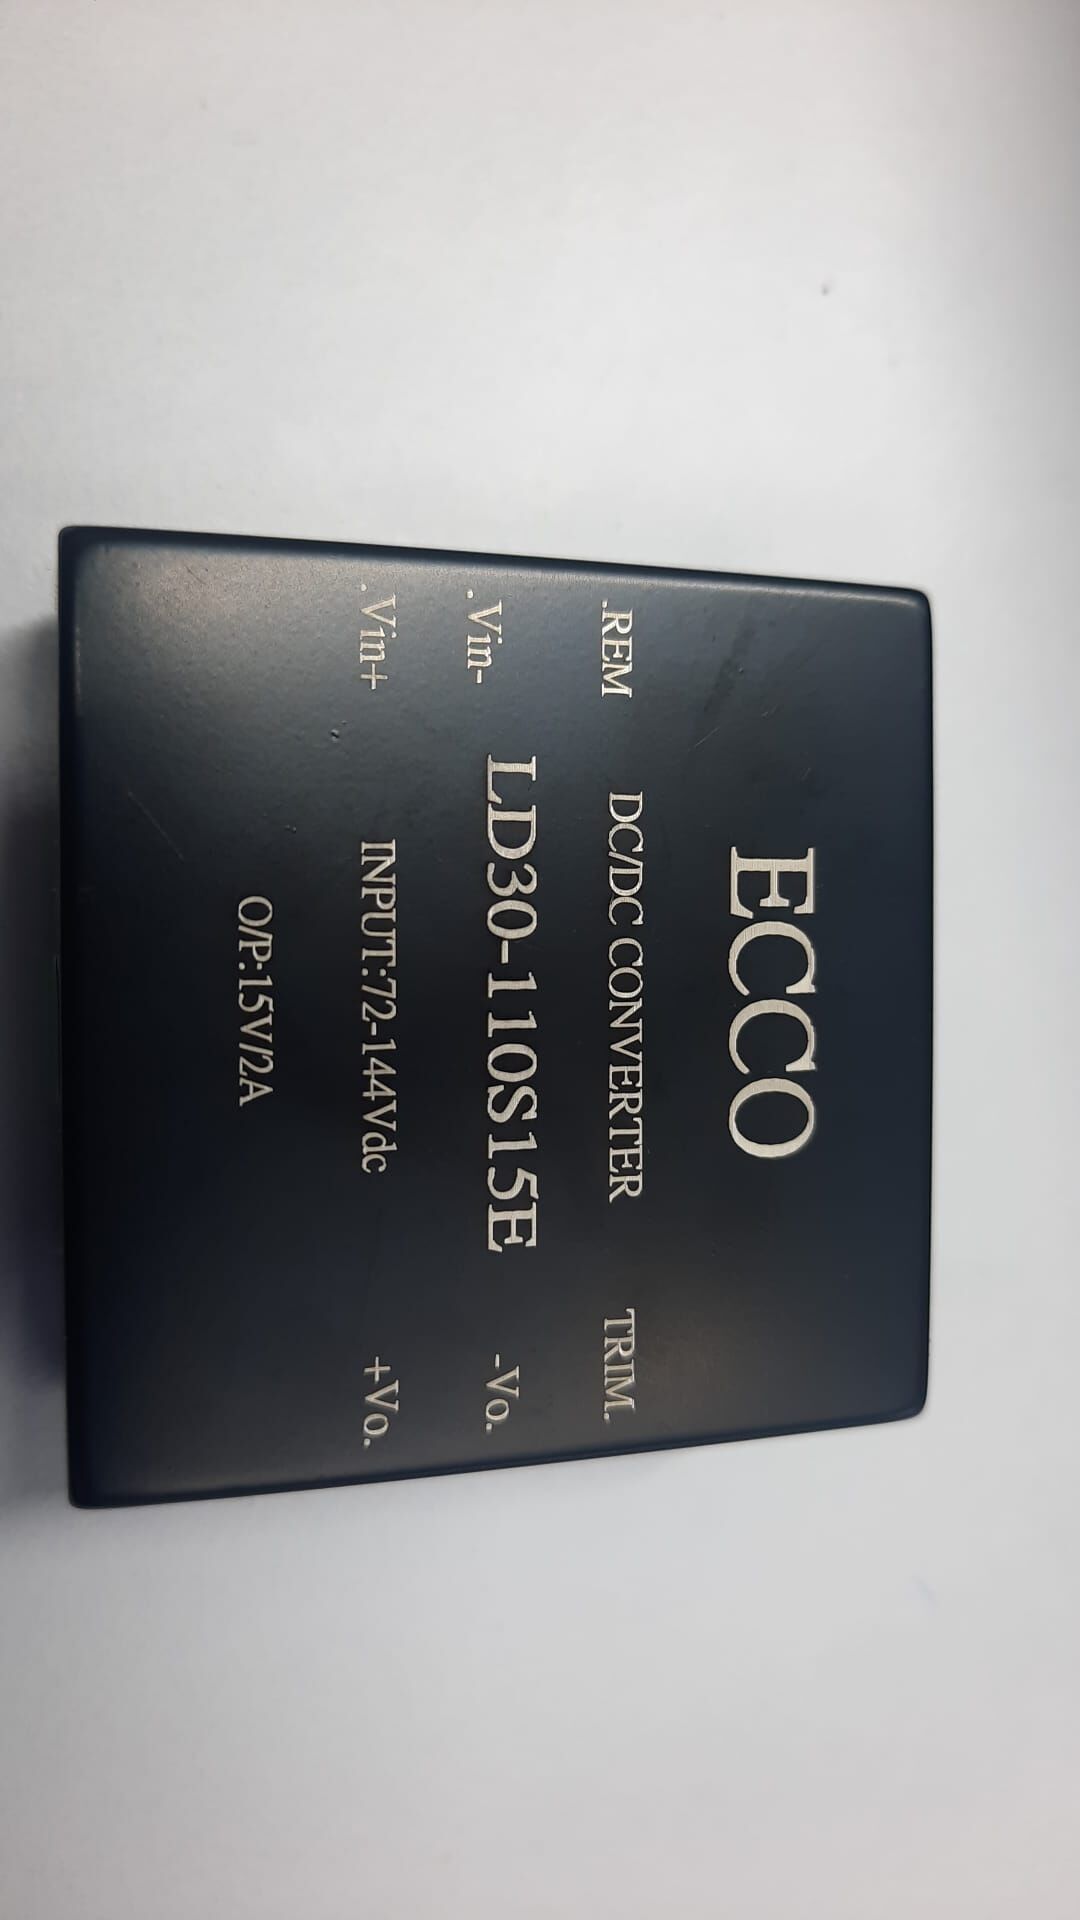 ECCO
.REM DC/DC CONVERTER TRIM.
.Vin- LD30-110S15E -Vo.
.Vin+ INPUT:72-144Vdc +Vo.
O/P:15V/2A